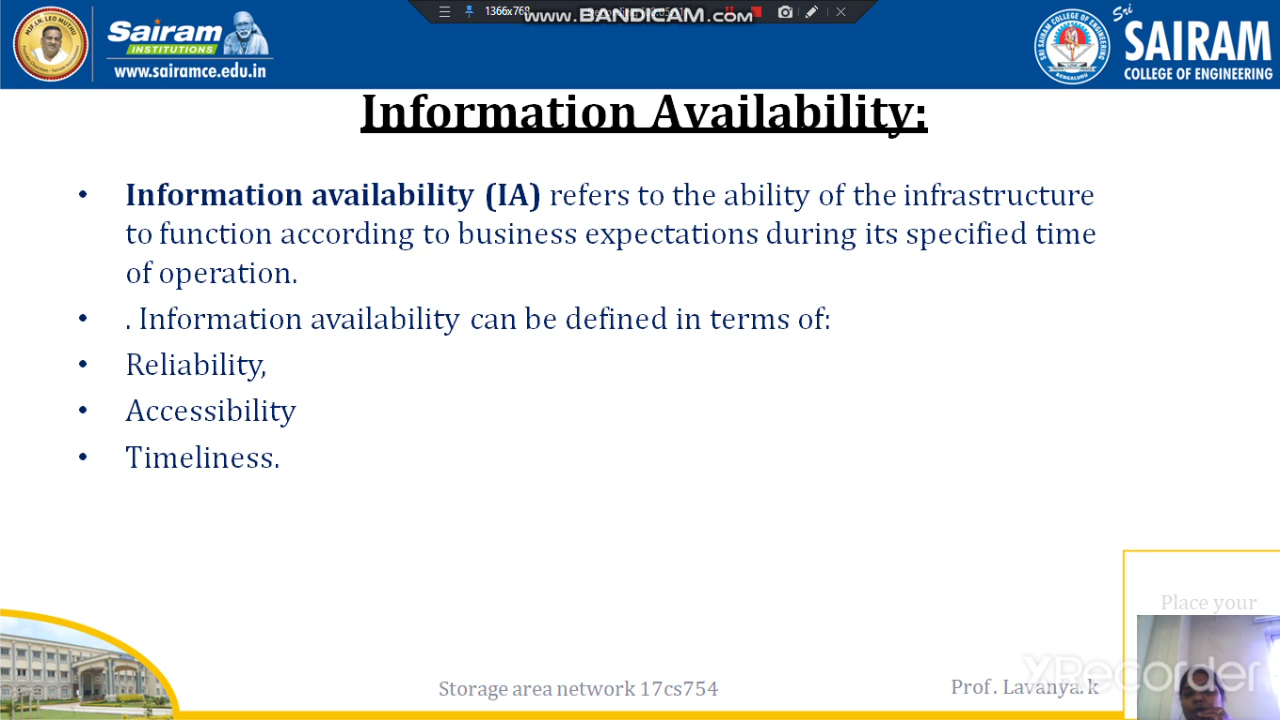 1366x768
www.BANDICAM.com
Sairam
INSTITUTIONS
www.sairamce.edu.in
Sri
SAIRAM
COLLEGE OF ENGINEERING
Information Availability:
• Information availability (IA) refers to the ability of the infrastructure
to function according to business expectations during its specified time
of operation.
• . Information availability can be defined in terms of:
• Reliability,
• Accessibility
• Timeliness.
Place your
XRecorder
Storage area network 17cs754
Prof. Lavanya.k